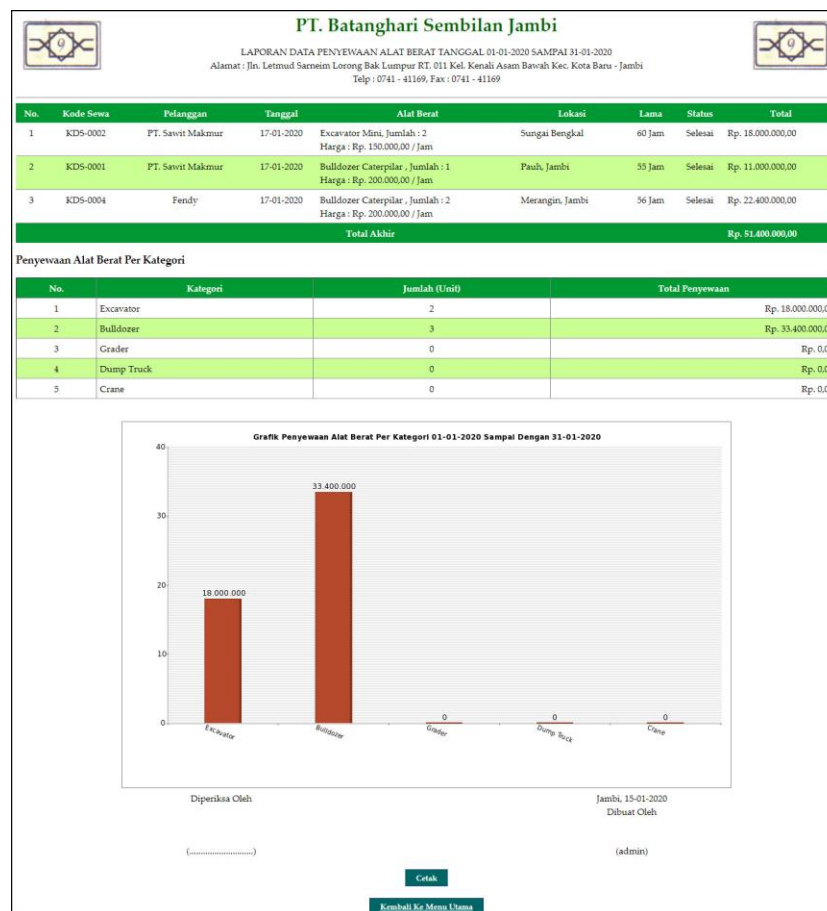 PT. Batanghari Sembilan Jambi
9
9
LAPORAN DATA PENYEWAAN ALAT BERAT TANGGAL 01-01-2020 SAMPAI 31-01-2020
Alamat : Jln. Letmud Sarneim Lorong Bak Lumpur RT. 011 Kel. Kenali Asam Bawah Kec. Kota Baru - Jambi
Telp : 0741 - 41169, Fax : 0741 - 41169
No. Kode Sewa Pelanggan Tanggal Alat Berat Lokasi Lama Status Total
1 KDS-0002 PT. Sawit Makmur 17-01-2020 Excavator Mini, Jumlah : 2 Sungai Bengkal 60 Jam Selesai Rp. 18.000.000,00
Harga : Rp. 150.000,00 / Jam
2 KDS-0001 PT. Sawit Makmur 17-01-2020 Bulldozer Caterpilar , Jumlah : 1 Pauh, Jambi 55 Jam Selesai Rp. 11.000.000,00
Harga : Rp. 200.000,00 / Jam
3 KDS-0004 Fendy 17-01-2020 Bulldozer Caterpilar , Jumlah : 2 Merangin, Jambi 56 Jam Selesai Rp. 22.400.000,00
Harga : Rp. 200.000,00 / Jam
Total Akhir Rp. 51.400.000,00
Penyewaan Alat Berat Per Kategori
No. Kategori Jumlah (Unit) Total Penyewaan
1 Excavator 2 Rp. 18.000.000,0
2 Bulldozer 3 Rp. 33.400.000,0
3 Grader 0 Rp. 0,0
4 Dump Truck 0 Rp. 0,0
5 Crane 0 Rp. 0,0
Grafik Penyewaan Alat Berat Per Kategori 01-01-2020 Sampai Dengan 31-01-2020
40
33.400.000
30
20
18.000.000
10
0 0 0
0
Excavator Bulldozer Grader Dump Truck Crane
Diperiksa Oleh Jambi, 15-01-2020
Dibuat Oleh
(...........................) (admin)
Cetak
Kembali Ke Menu Utama